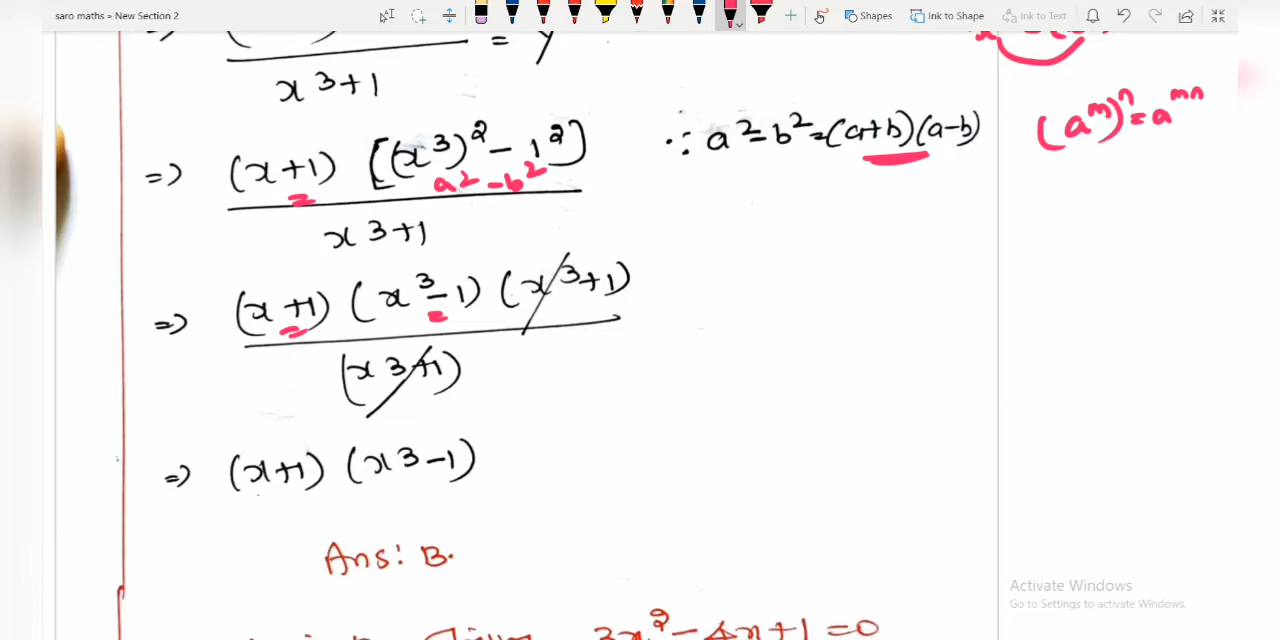 saro maths » New Section 2
Shapes Ink to Shape Ink to Text
= y
x3+1
(aᵐ)ⁿ = aᵐⁿ
=> (x+1) [(x³)² - 1²] ∵ a²-b²=(a+b)(a-b)
a² - b²
x3+1
=> (x+1) (x³-1) (x³+1)
(x3+1)
=> (x+1) (x3-1)
Ans: B.
Activate Windows
Go to Settings to activate Windows.
3x² - 4x+1 =0